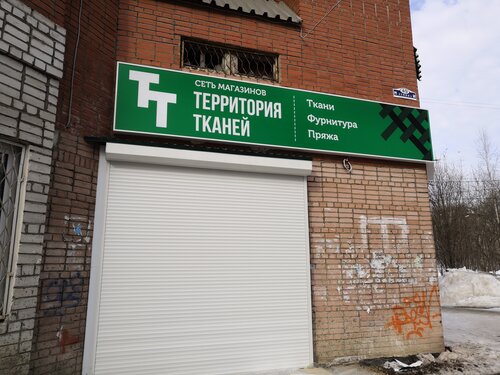 ТТ
СЕТЬ МАГАЗИНОВ
ТЕРРИТОРИЯ
ТКАНЕЙ
Ткани
Фурнитура
Пряжа